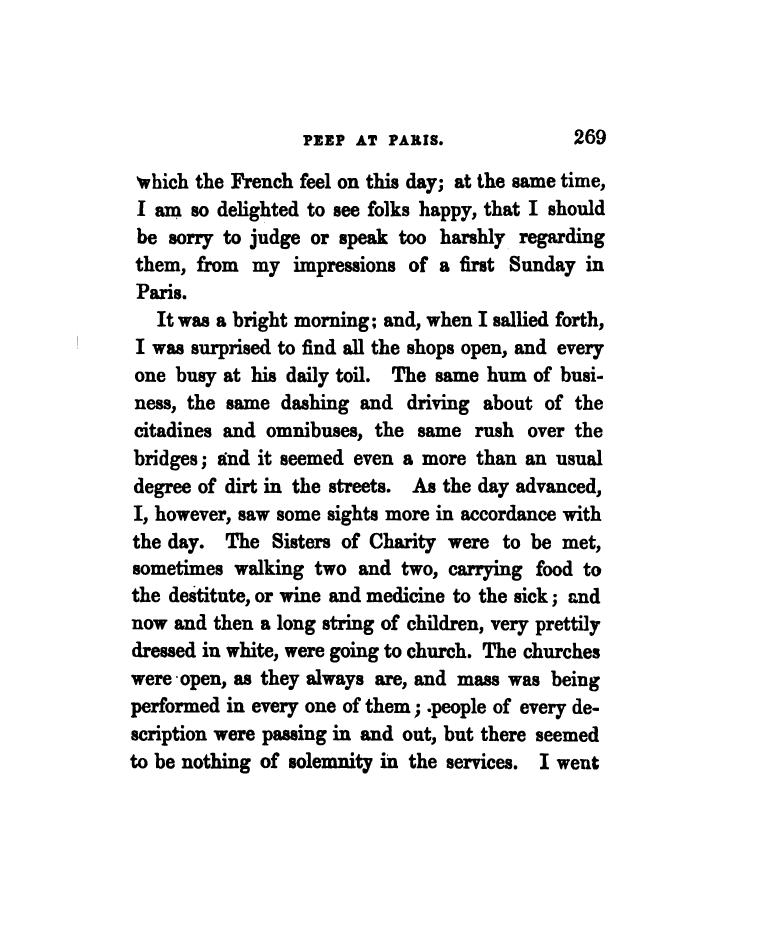 PEEP AT PARIS. 269
which the French feel on this day; at the same time,
I am so delighted to see folks happy, that I should
be sorry to judge or speak too harshly regarding
them, from my impressions of a first Sunday in
Paris.
It was a bright morning; and, when I sallied forth,
I was surprised to find all the shops open, and every
one busy at his daily toil. The same hum of busi-
ness, the same dashing and driving about of the
citadines and omnibuses, the same rush over the
bridges; and it seemed even a more than an usual
degree of dirt in the streets. As the day advanced,
I, however, saw some sights more in accordance with
the day. The Sisters of Charity were to be met,
sometimes walking two and two, carrying food to
the destitute, or wine and medicine to the sick; and
now and then a long string of children, very prettily
dressed in white, were going to church. The churches
were open, as they always are, and mass was being
performed in every one of them; people of every de-
scription were passing in and out, but there seemed
to be nothing of solemnity in the services. I went